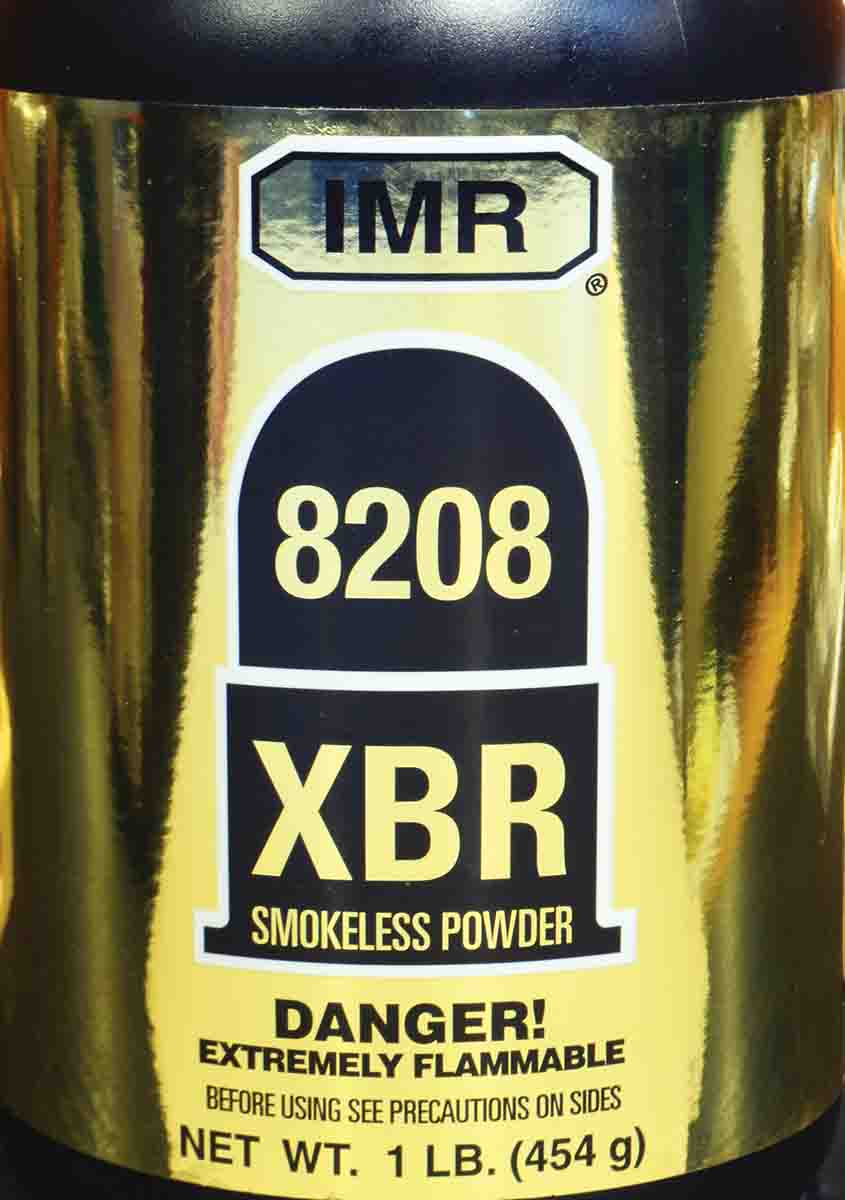 IMR
®
8208
XBR
SMOKELESS POWDER
DANGER!
EXTREMELY FLAMMABLE
BEFORE USING SEE PRECAUTIONS ON SIDES
NET WT. 1 LB. (454 g)